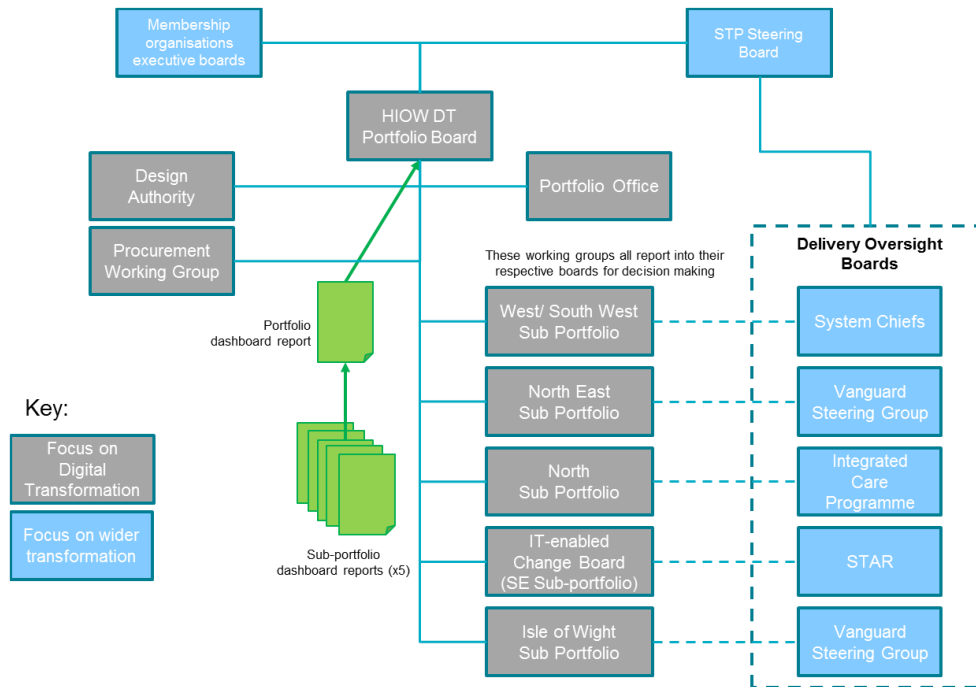 Membership
organisations
executive boards
STP Steering
Board
HIOW DT
Portfolio Board
Design
Authority
Portfolio Office
Procurement
Working Group
These working groups all report into their
respective boards for decision making
Delivery Oversight
Boards
West/ South West
Sub Portfolio
System Chiefs
Portfolio
dashboard report
North East
Sub Portfolio
Vanguard
Steering Group
Key:
Focus on
Digital
Transformation
North
Sub Portfolio
Integrated
Care
Programme
Focus on wider
transformation
IT-enabled
Change Board
(SE Sub-portfolio)
STAR
Sub-portfolio
dashboard reports (x5)
Isle of Wight
Sub Portfolio
Vanguard
Steering Group